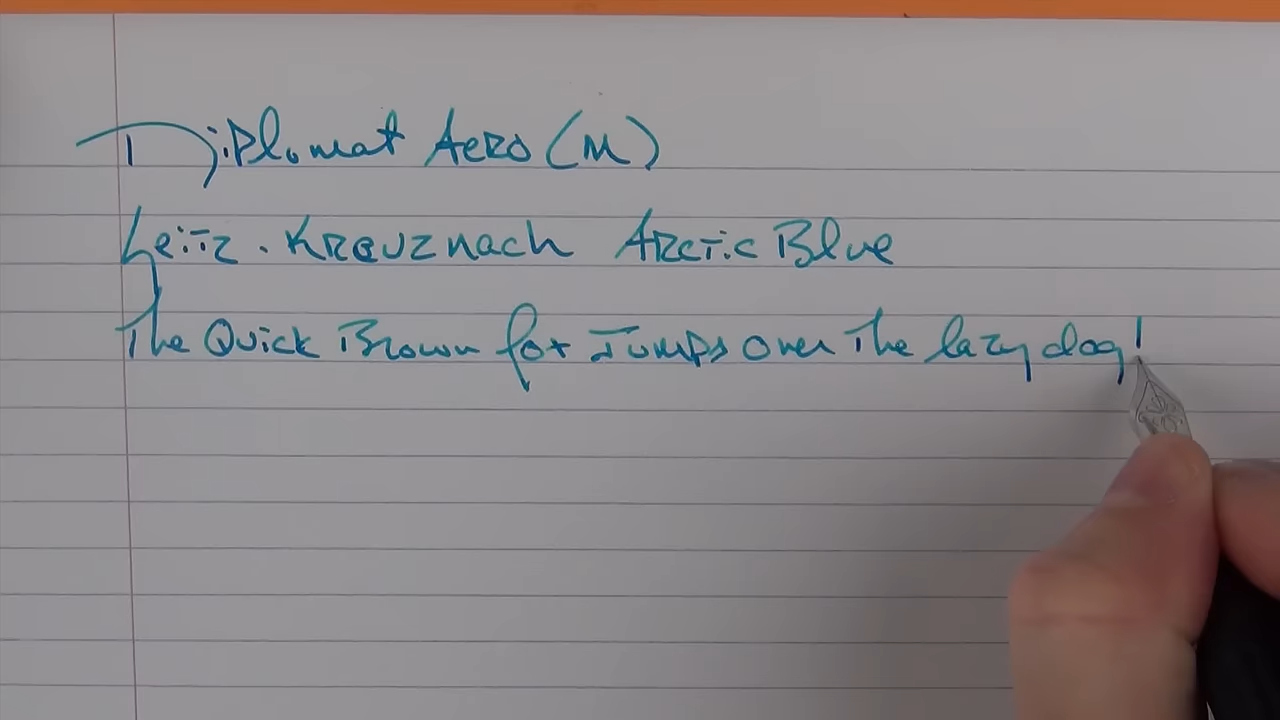 Diplomat Aero (M)
Leitz · Kreuznach Arctic Blue
The Quick Brown fox Jumps over The lazy dog!